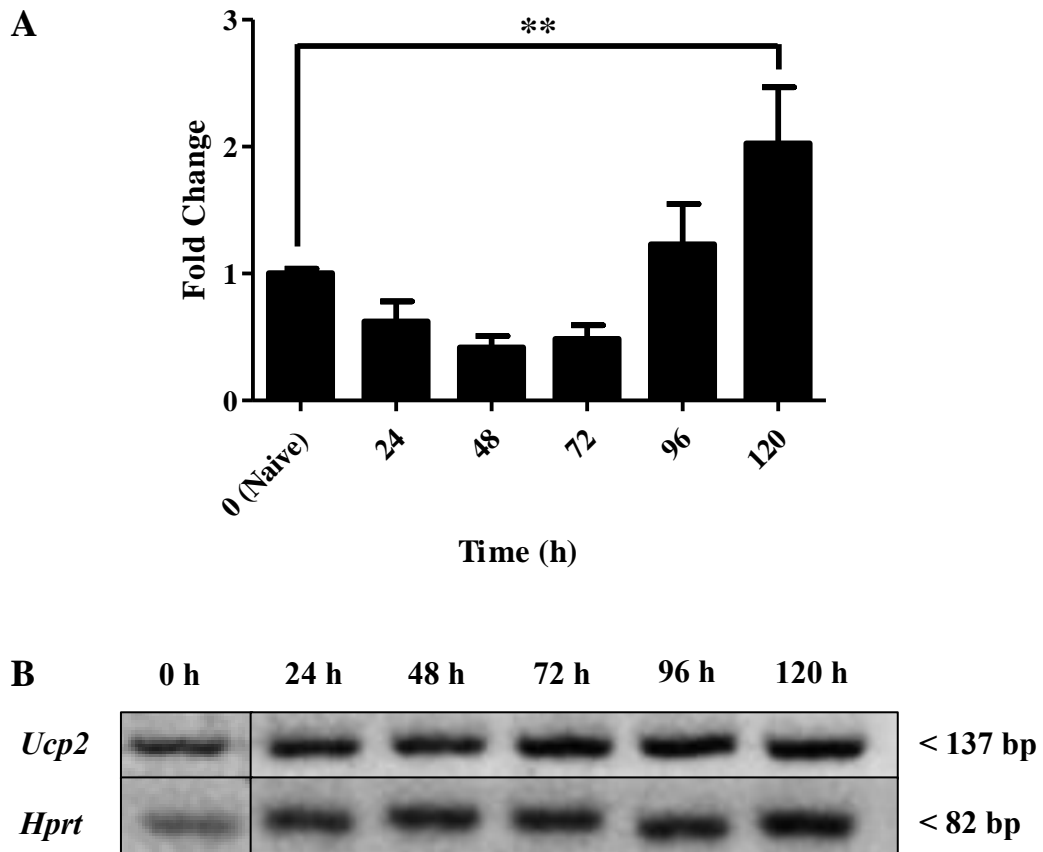 A
**
3
2
1
0
Fold Change
0 (Naive) 24 48 72 96 120
Time (h)
B 0 h 24 h 48 h 72 h 96 h 120 h
Ucp2 < 137 bp
Hprt < 82 bp